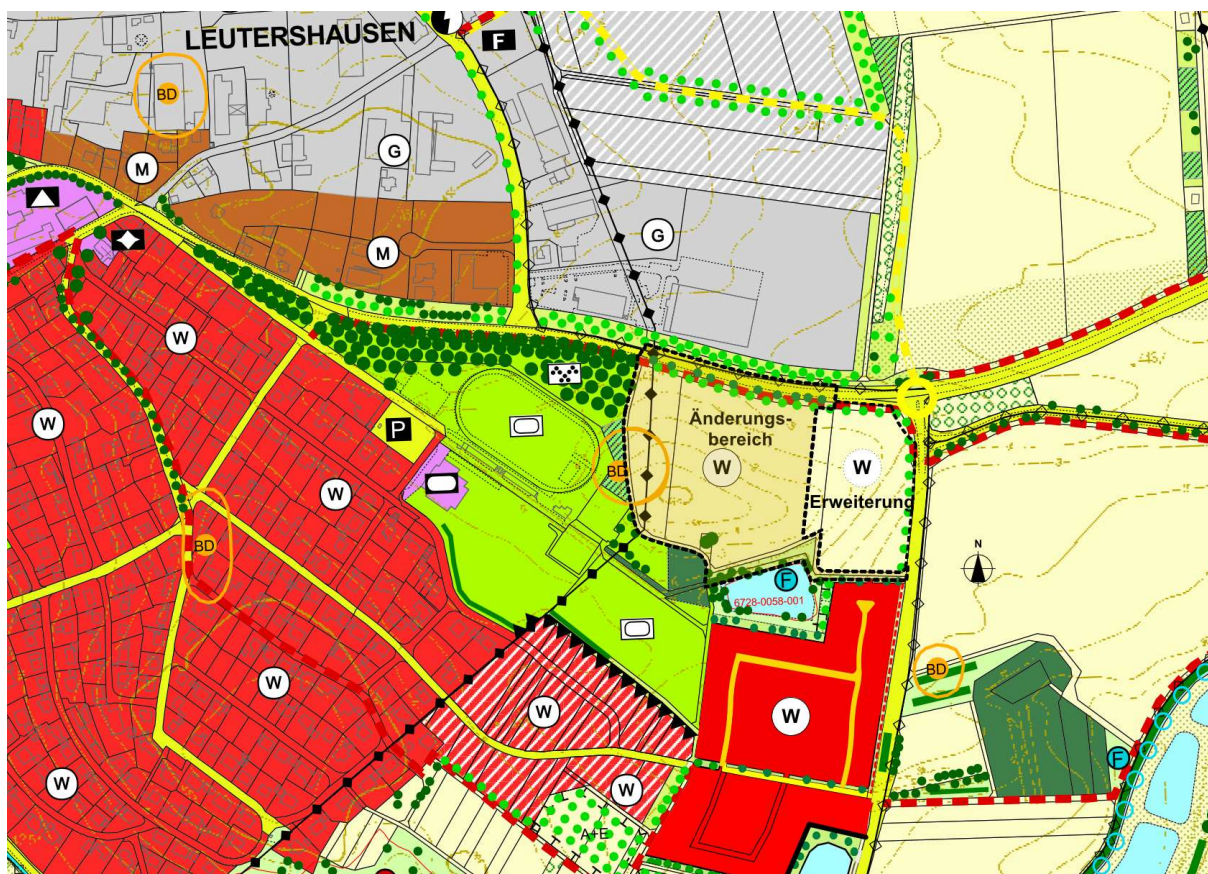 LEUTERSHAUSEN
F
BD
M
G
M
G
W
W
P
BD
Änderungs-
bereich
W
W
Erweiterung
W
BD
N
F
6728-0058-001
BD
W
W
W
W
F
W
W
A+E